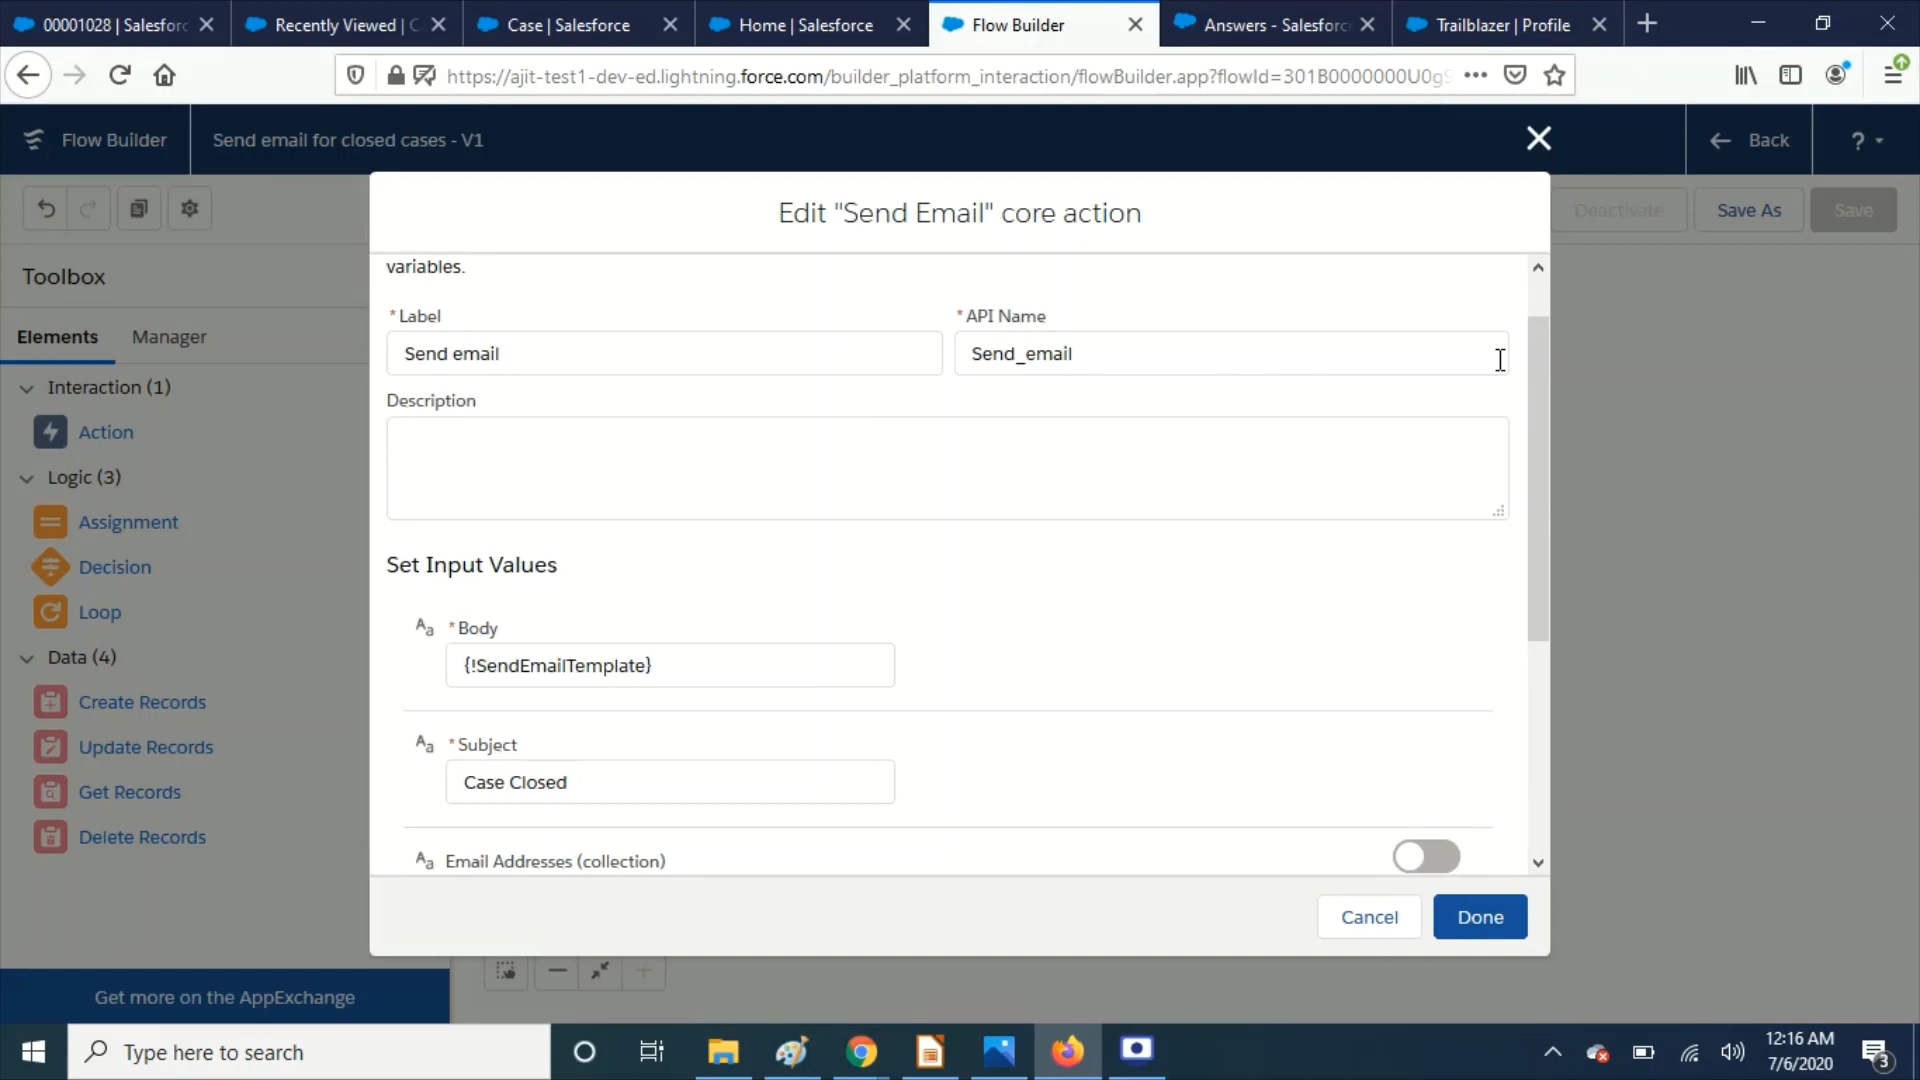 00001028 | Salesforc
Recently Viewed | C
Case | Salesforce
Home | Salesforce
Flow Builder
Answers - Salesforc
Trailblazer | Profile
https://ajit-test1-dev-ed.lightning.force.com/builder_platform_interaction/flowBuilder.app?flowId=301B0000000U0g9
Flow Builder
Send email for closed cases - V1
Back
?
Edit "Send Email" core action
Deactivate
Save As
Save
Toolbox
variables.
* Label
* API Name
Elements
Manager
Send email
Send_email
Interaction (1)
Description
Action
Logic (3)
Assignment
Decision
Set Input Values
Loop
Aa * Body
Data (4)
{!SendEmailTemplate}
Create Records
Aa * Subject
Update Records
Case Closed
Get Records
Delete Records
Aa Email Addresses (collection)
Cancel
Done
Get more on the AppExchange
Type here to search
12:16 AM
7/6/2020
3